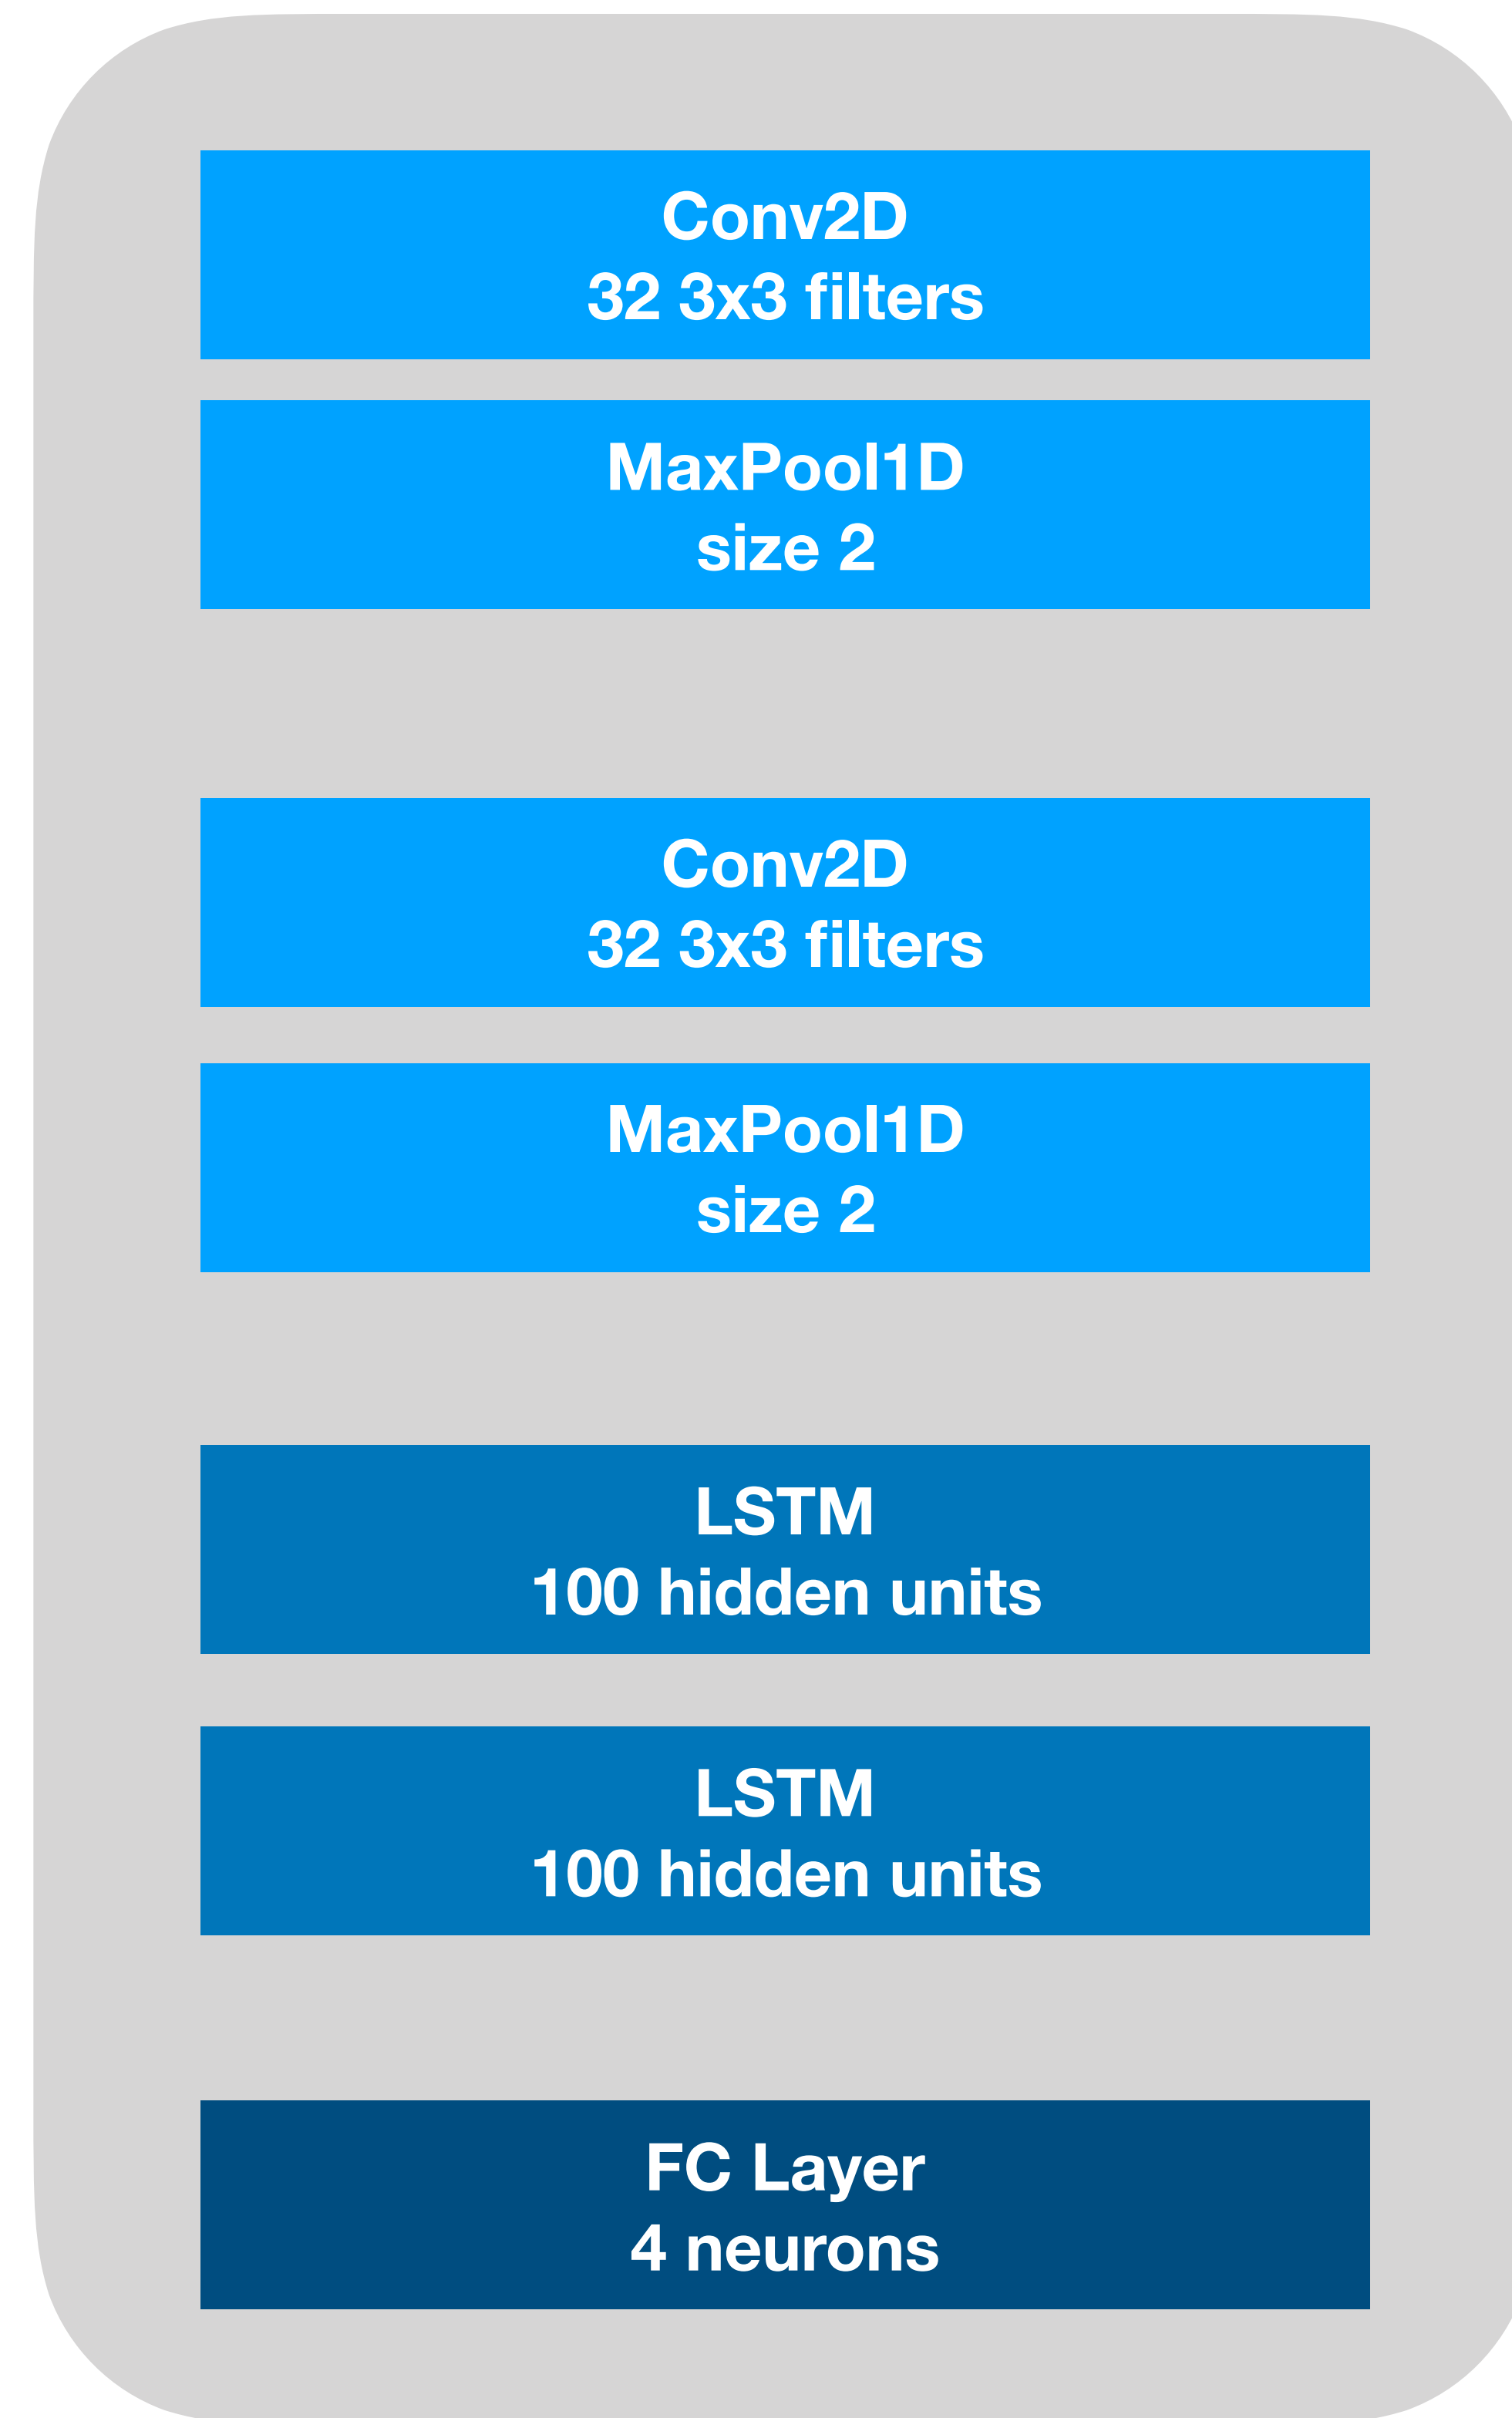 Conv2D
32 3x3 filters
MaxPool1D
size 2
Conv2D
32 3x3 filters
MaxPool1D
size 2
LSTM
100 hidden units
LSTM
100 hidden units
FC Layer
4 neurons